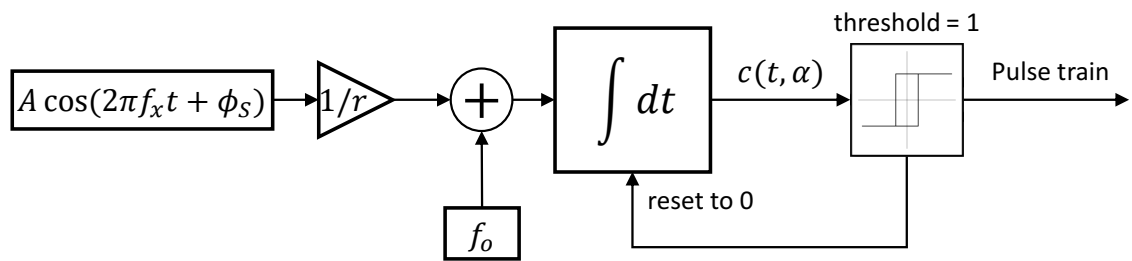 threshold = 1
A cos(2πf_x t + ϕ_S)
1/r
+
∫ dt
c(t, α)
Pulse train
reset to 0
f_o